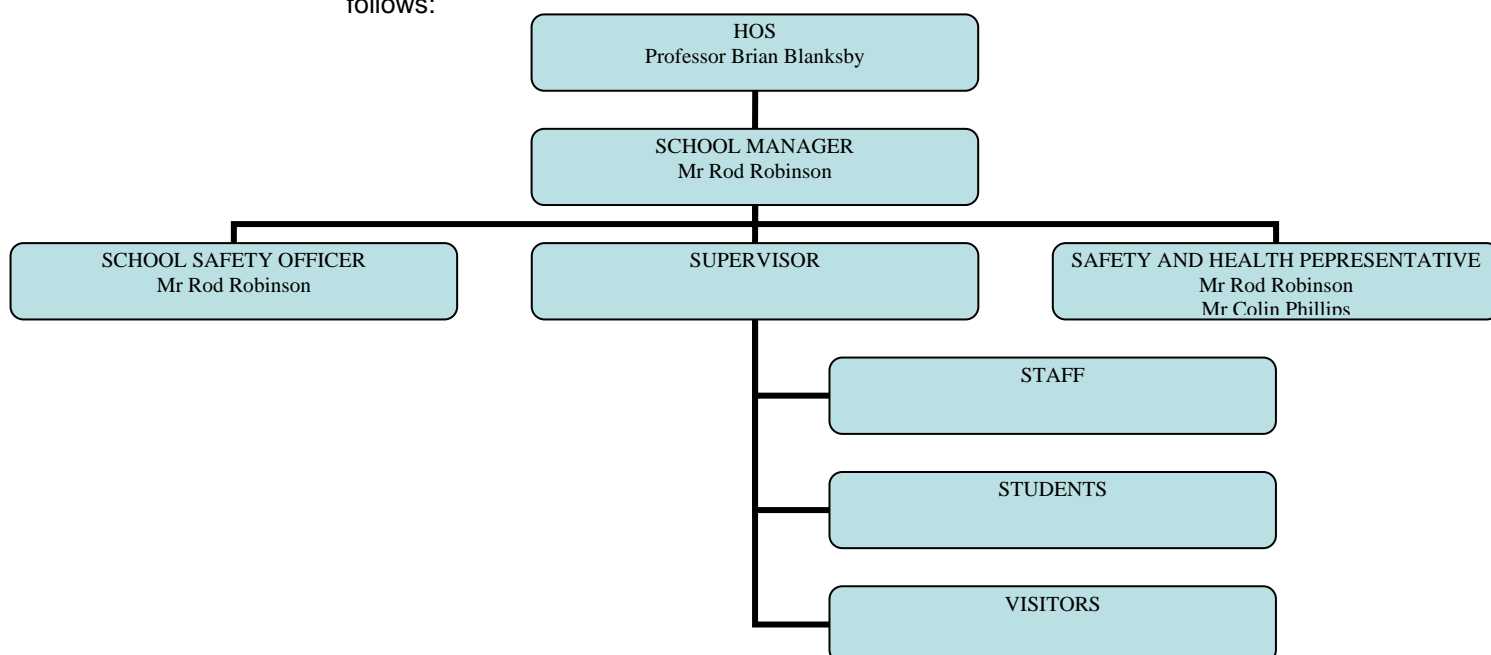 follows:
HOS
Professor Brian Blanksby
SCHOOL MANAGER
Mr Rod Robinson
SCHOOL SAFETY OFFICER
Mr Rod Robinson
SUPERVISOR
SAFETY AND HEALTH PEPRESENTATIVE
Mr Rod Robinson
Mr Colin Phillips
STAFF
STUDENTS
VISITORS